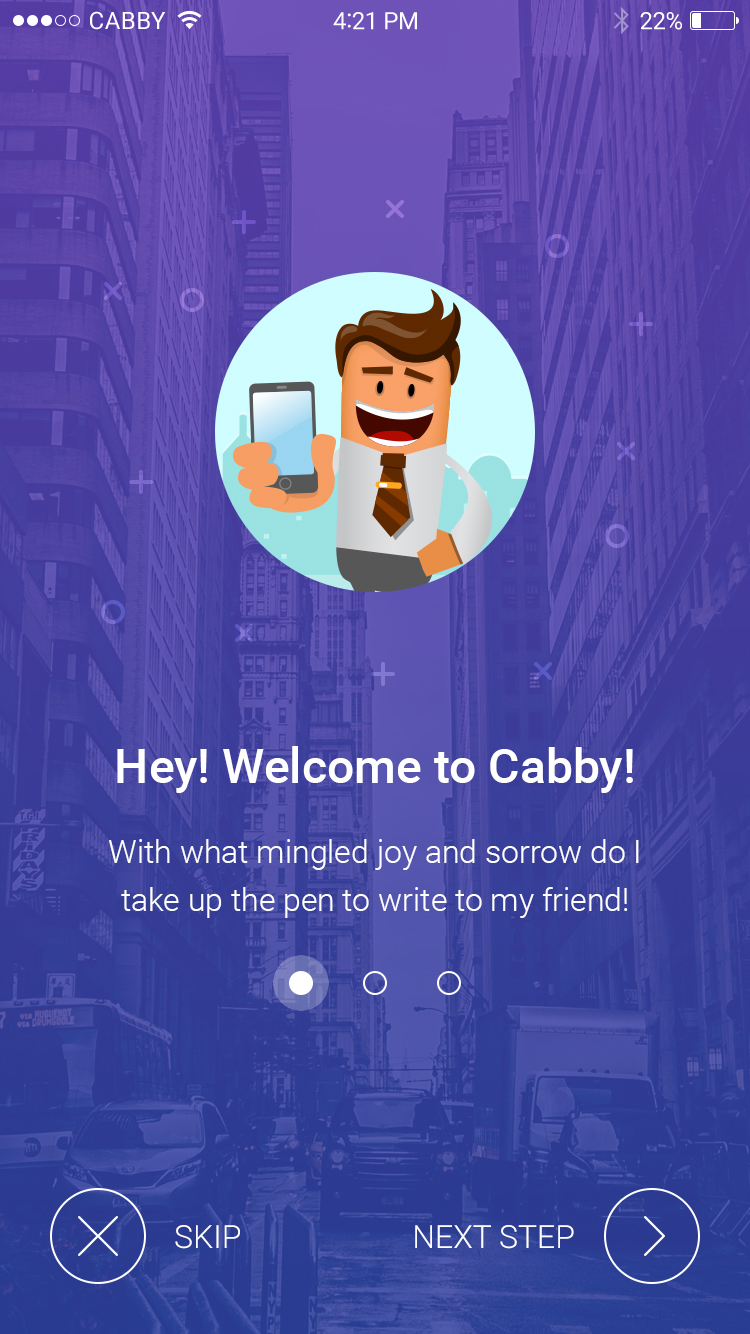 CABBY 4:21 PM 22%
Hey! Welcome to Cabby!
With what mingled joy and sorrow do I
take up the pen to write to my friend!
SKIP NEXT STEP